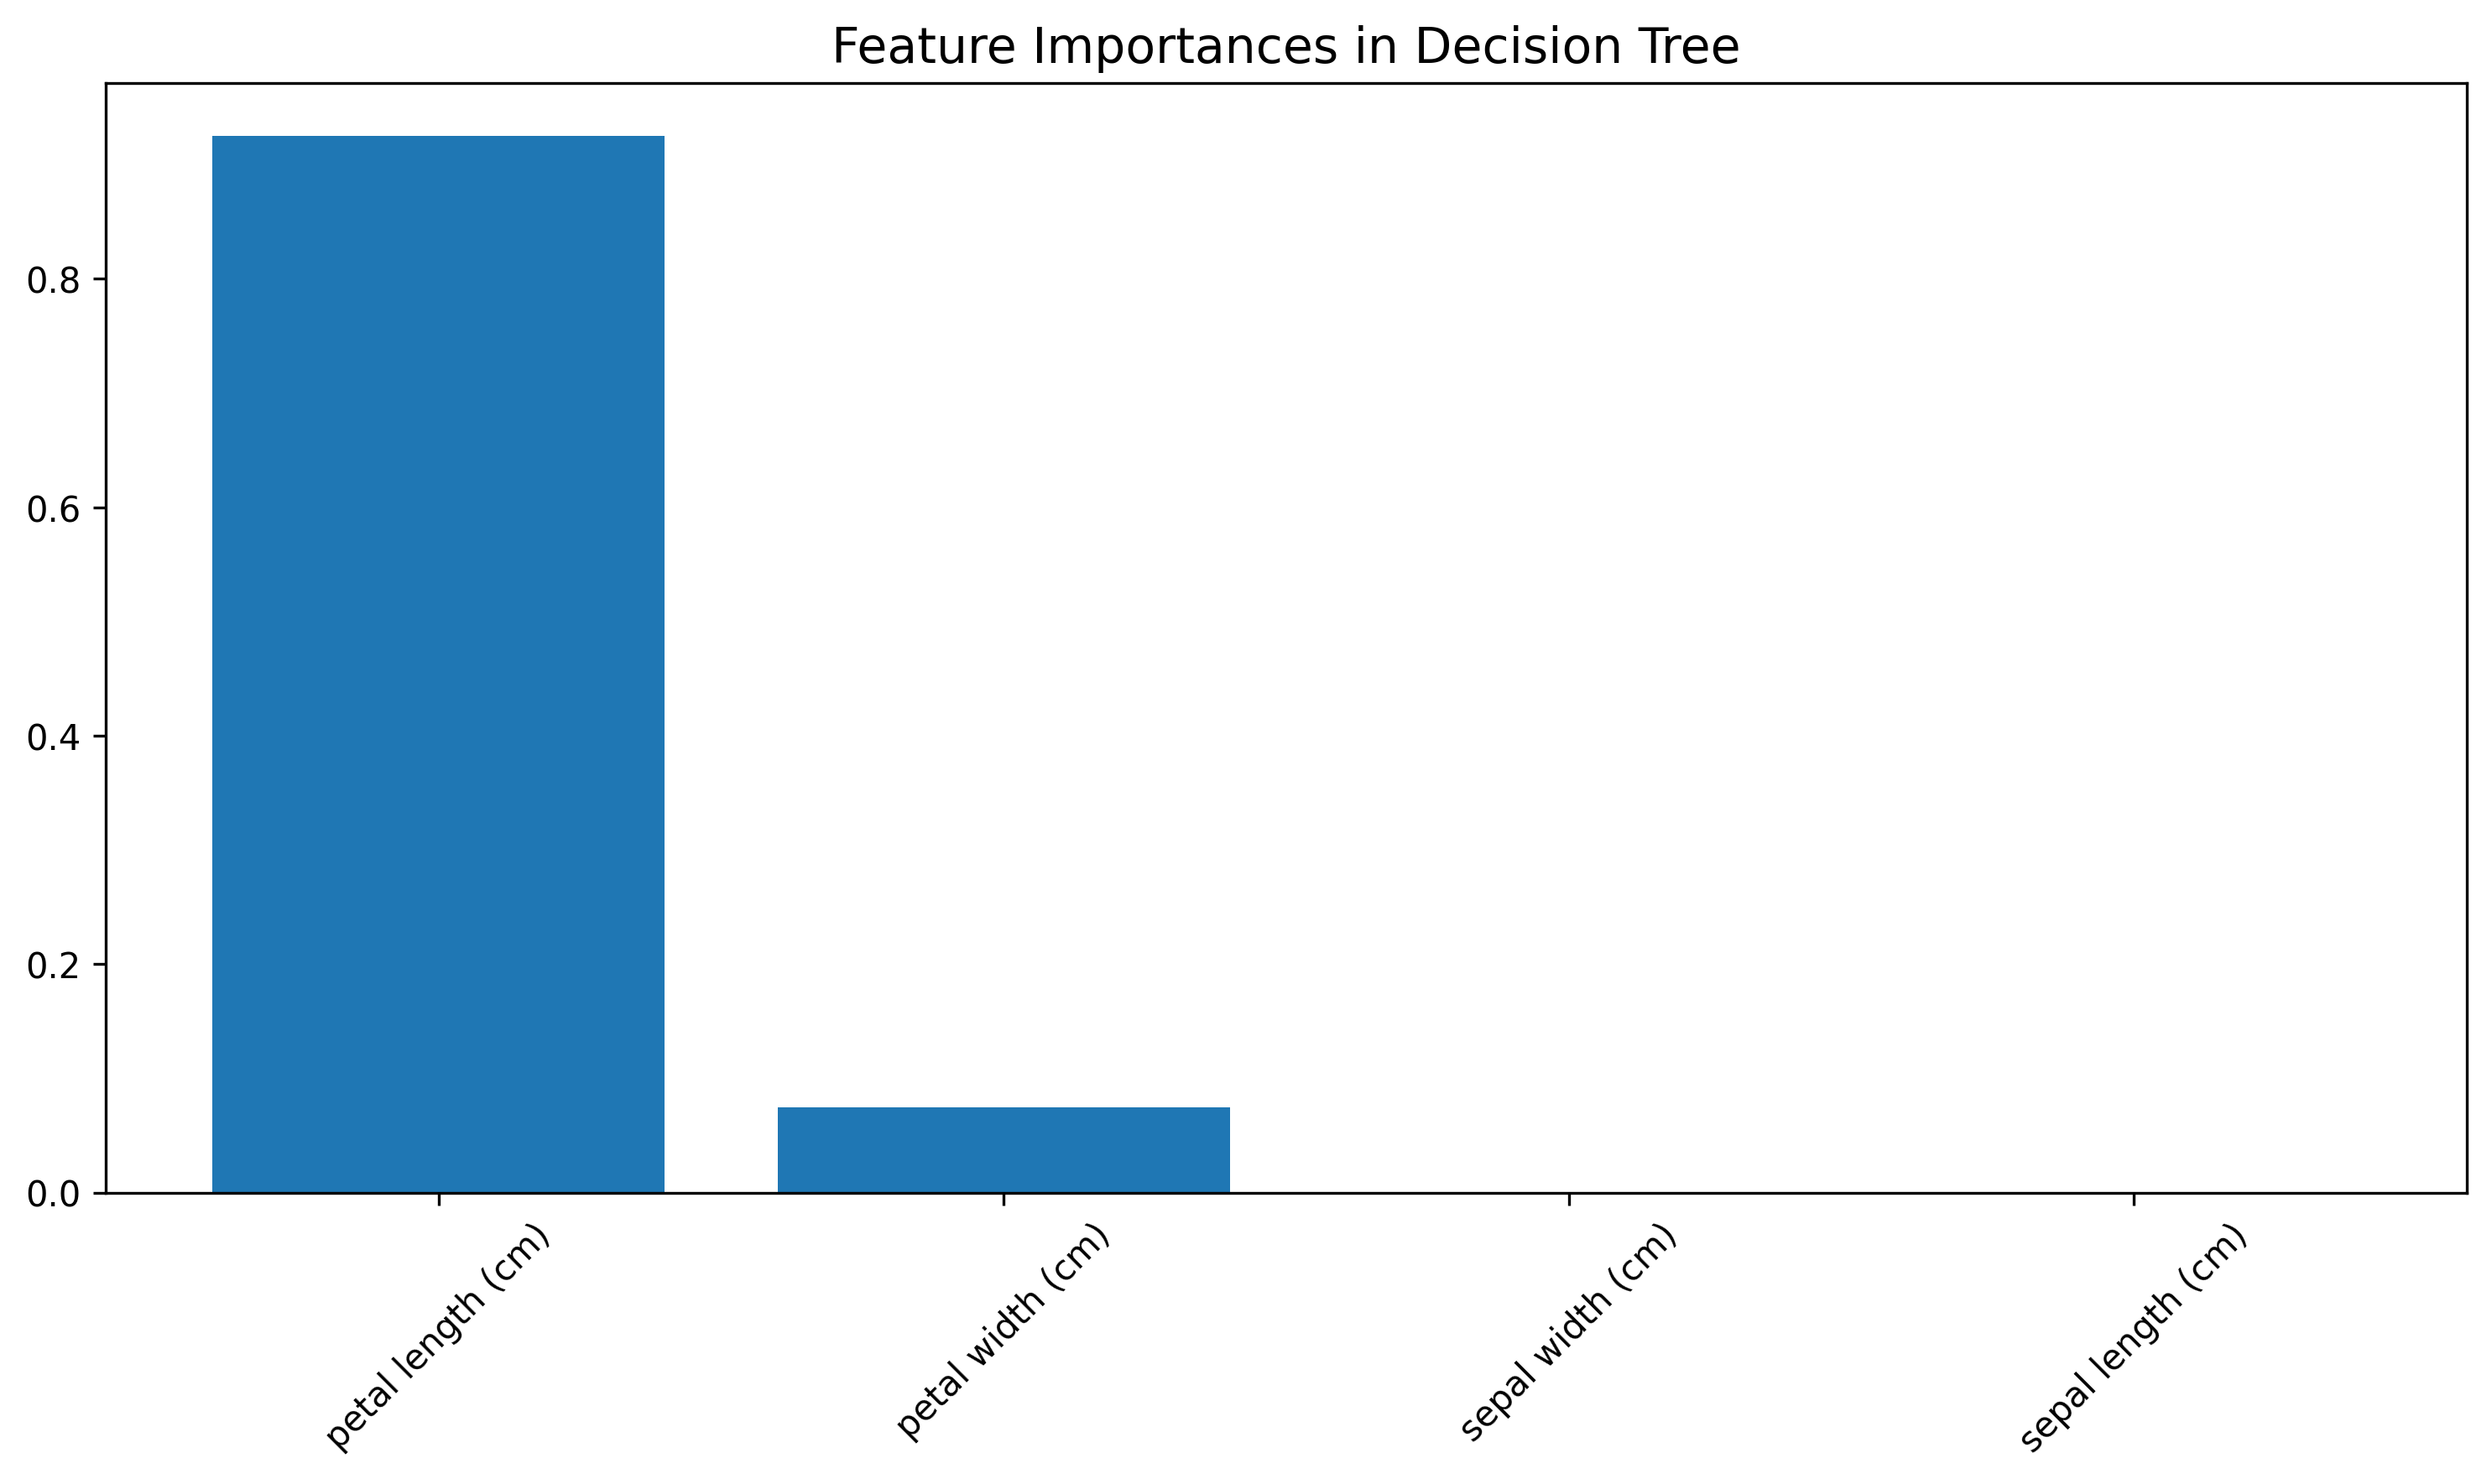 Feature Importances in Decision Tree
0.8
0.6
0.4
0.2
0.0
petal length (cm)
petal width (cm)
sepal width (cm)
sepal length (cm)